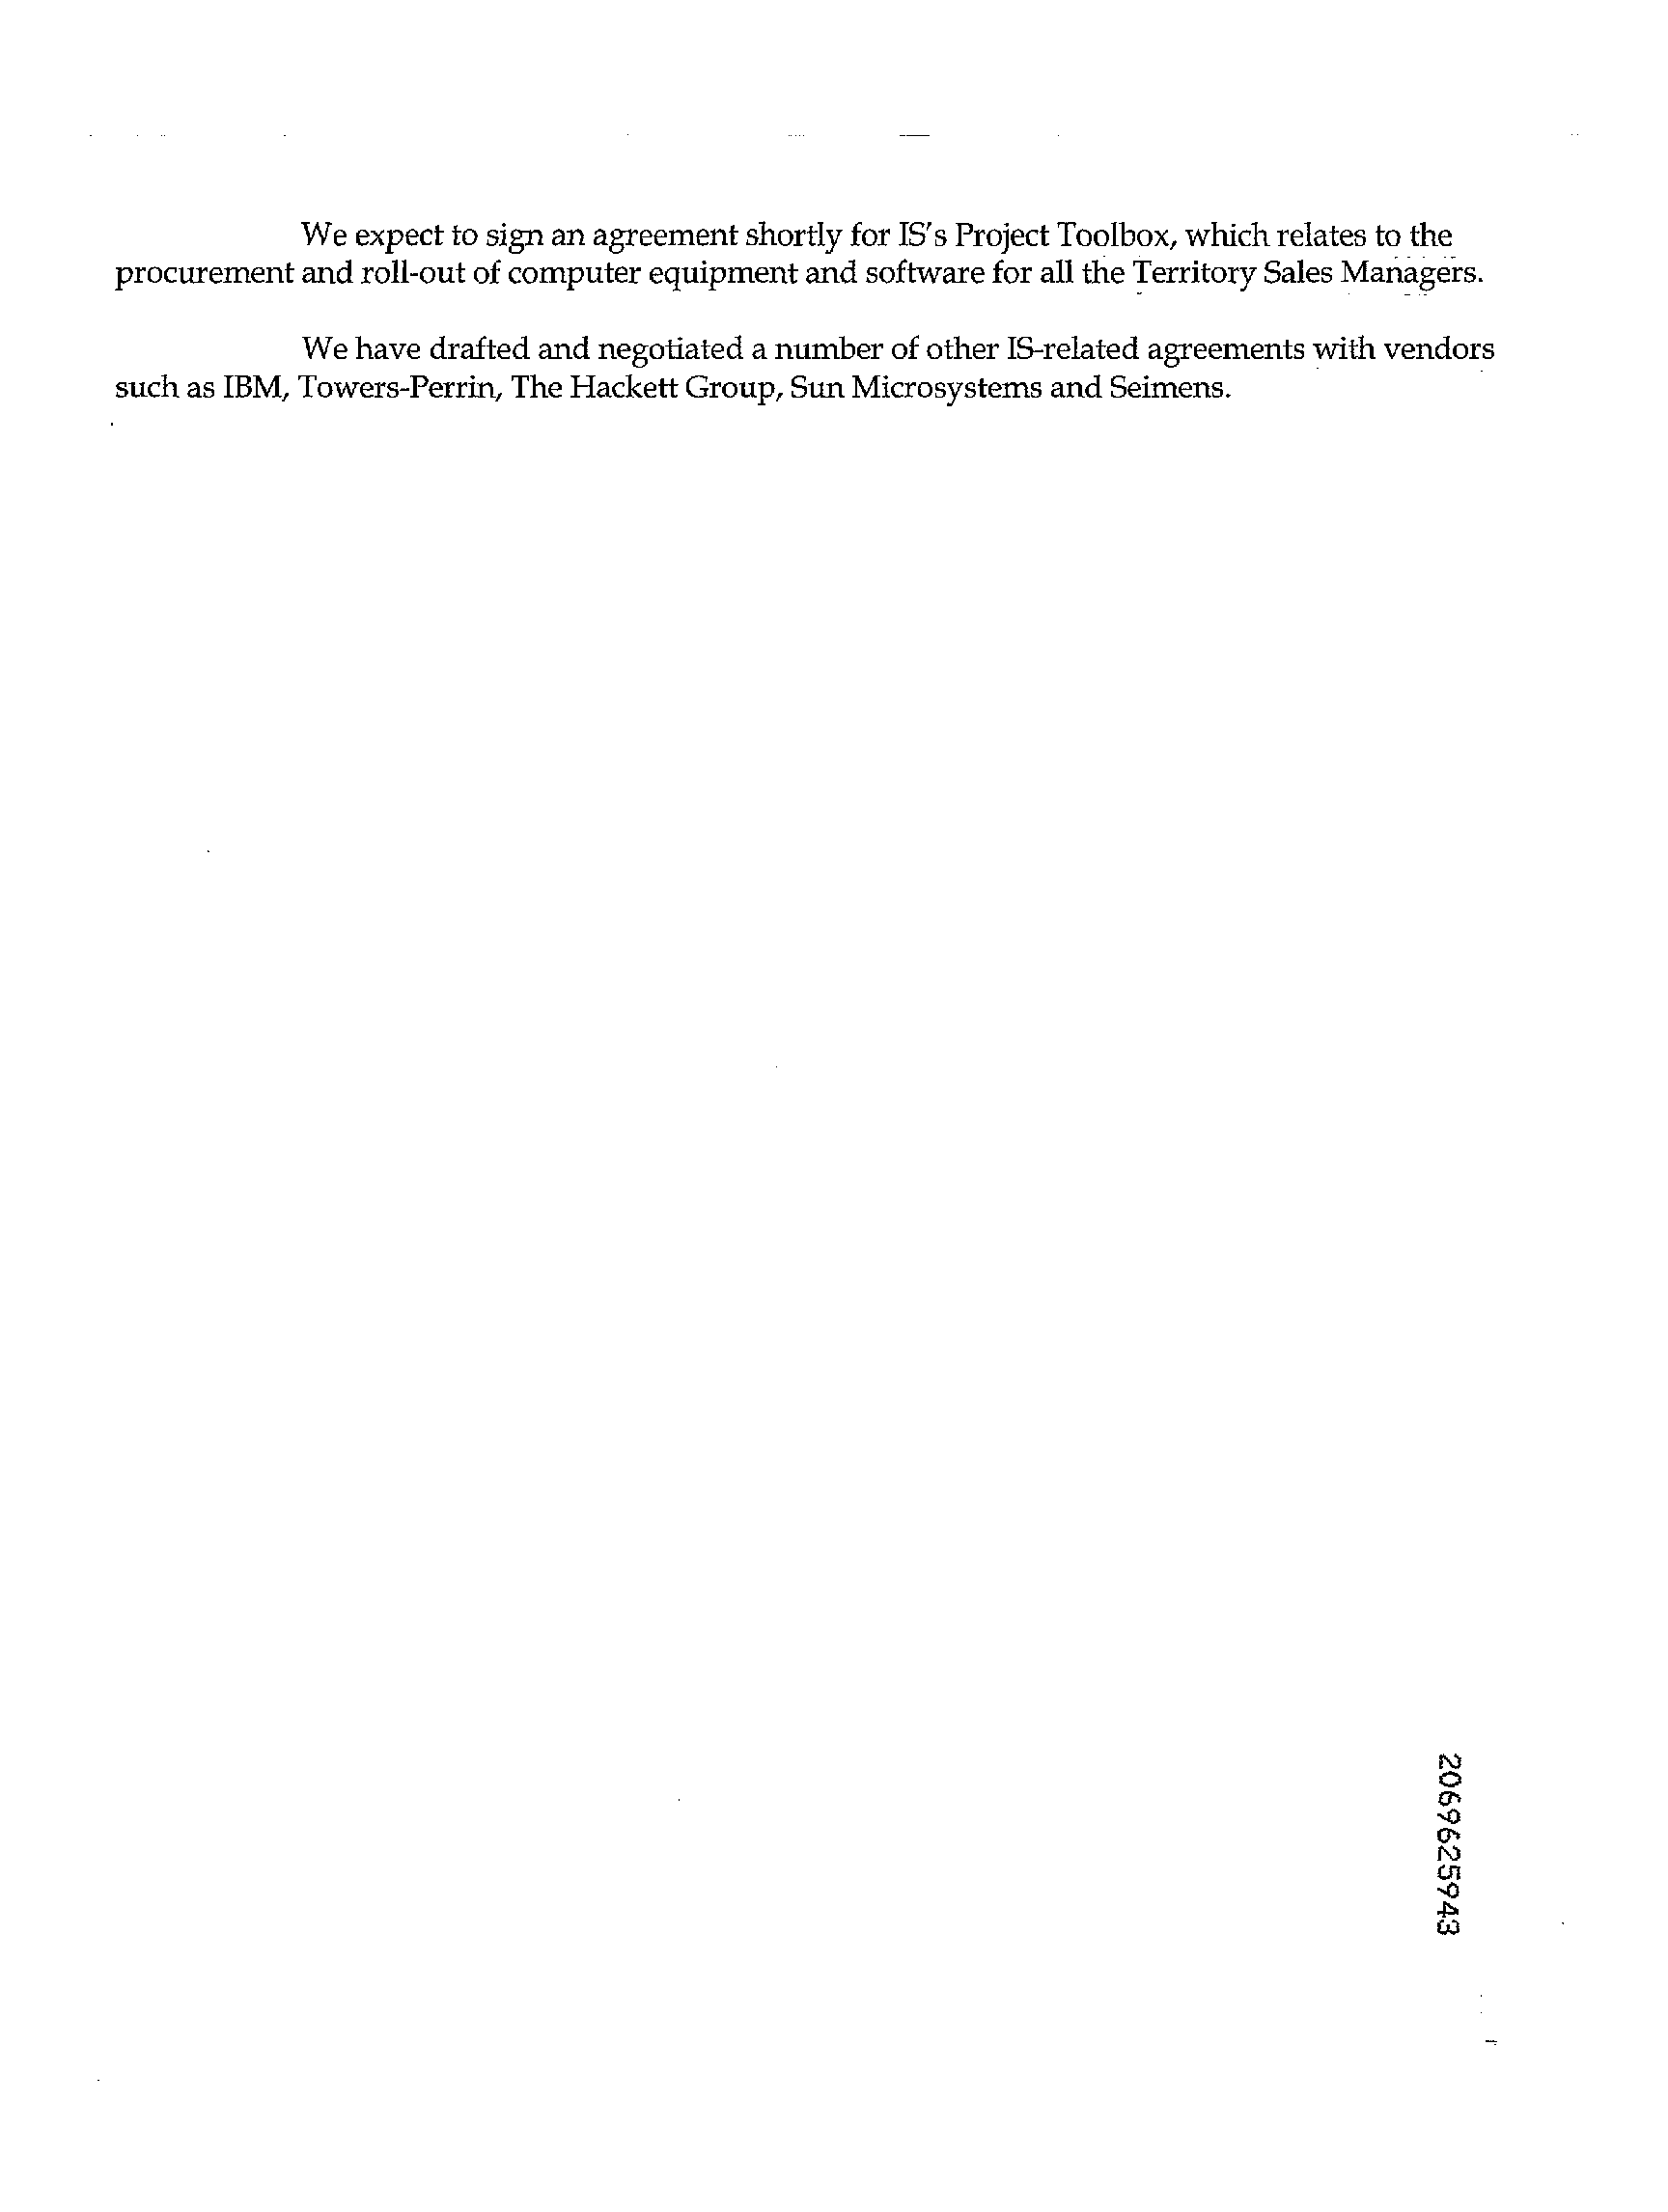 We expect to sign an agreement shortly for IS's Project Toolbox, which relates to the
procurement and roll-out of computer equipment and software for all the Territory Sales Managers.
We have drafted and negotiated a number of other IS-related agreements with vendors
such as IBM, Towers-Perrin, The Hackett Group, Sun Microsystems and Seimens.
2069625943